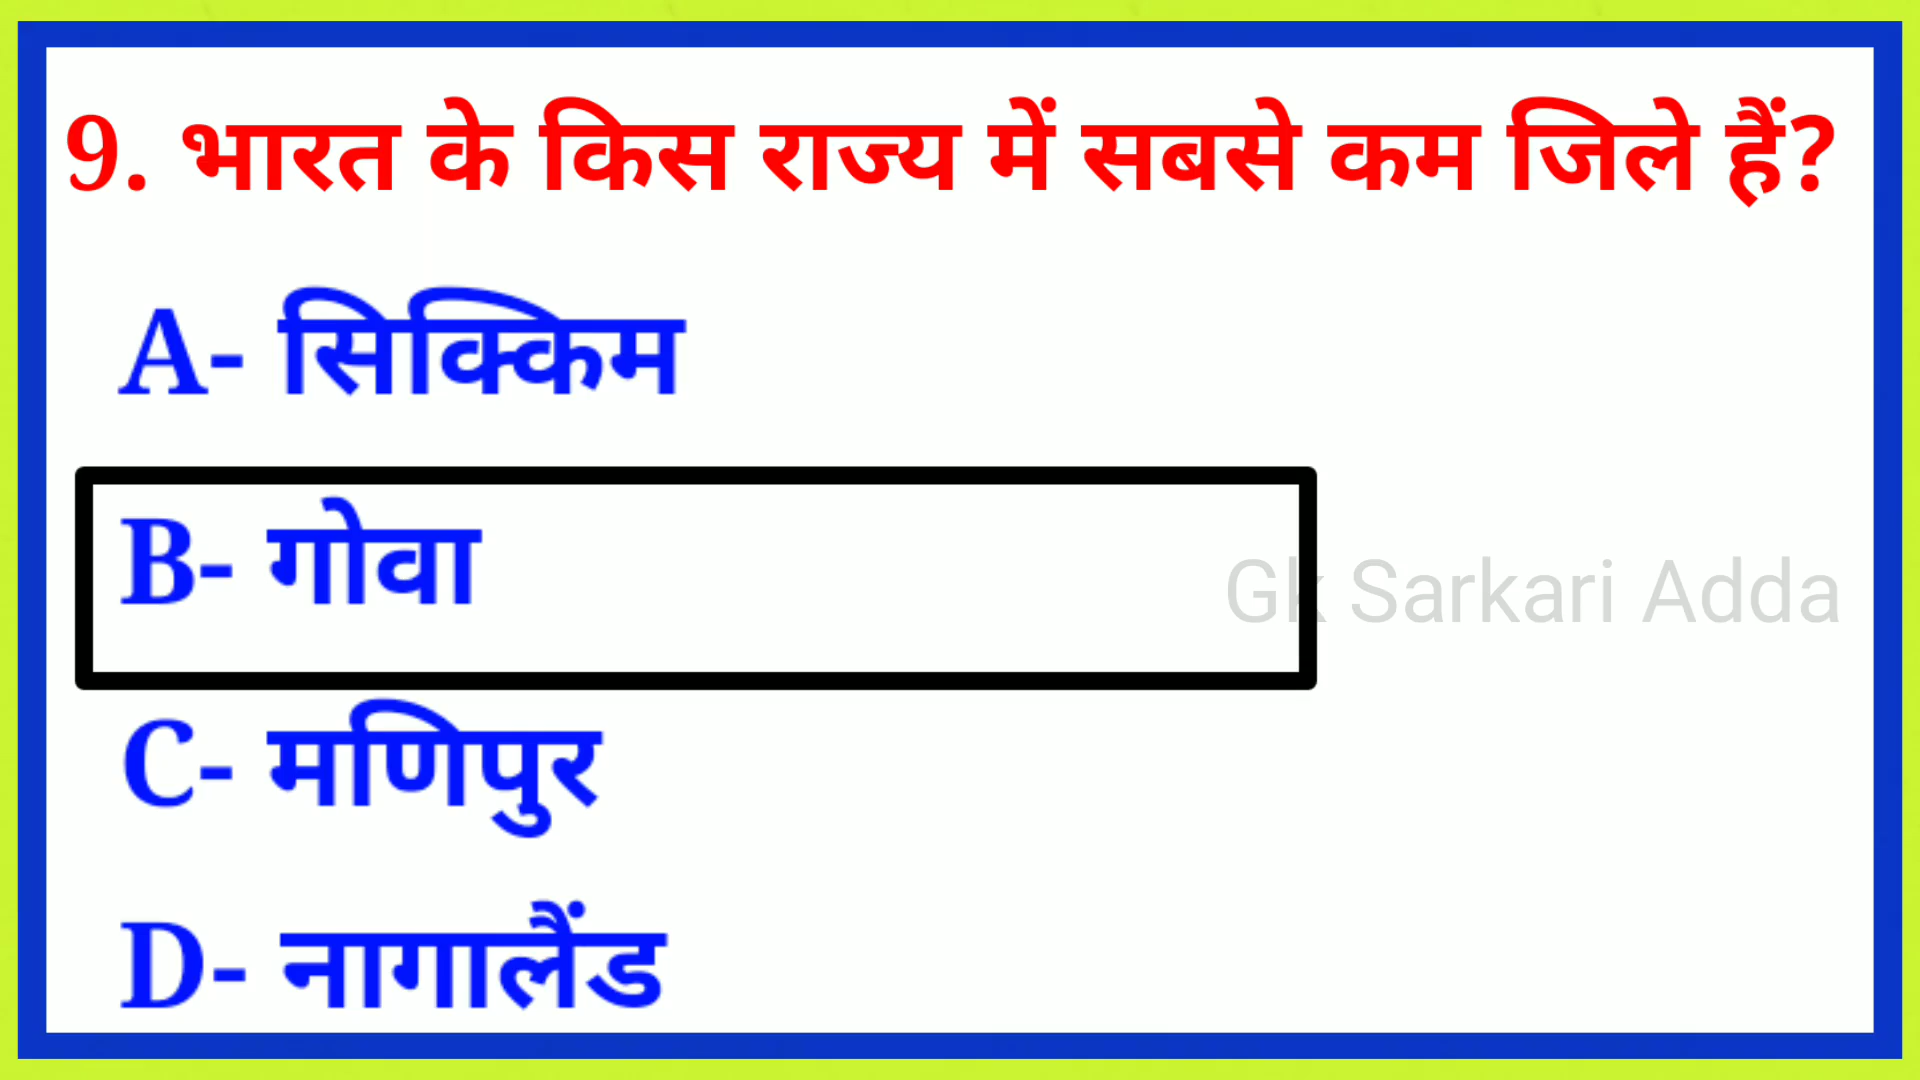 9. भारत के किस राज्य में सबसे कम जिले हैं?
A- सिक्किम
B- गोवा
Gk Sarkari Adda
C- मणिपुर
D- नागालैंड